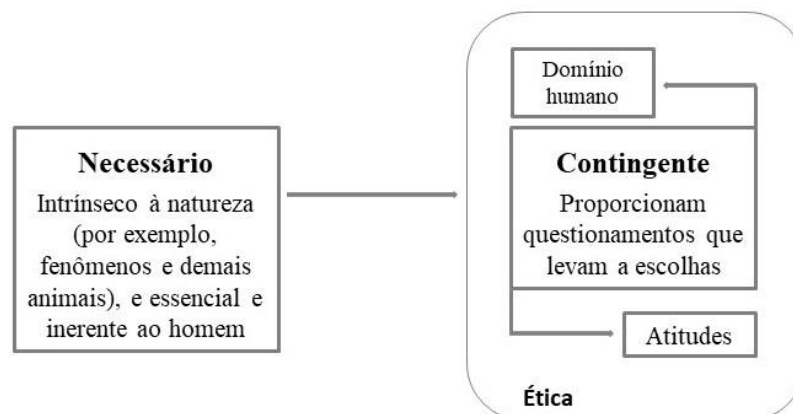 Necessário
Intrínseco à natureza
(por exemplo,
fenômenos e demais
animais), e essencial e
inerente ao homem
Domínio
humano
Contingente
Proporcionam
questionamentos que
levam a escolhas
Atitudes
Ética